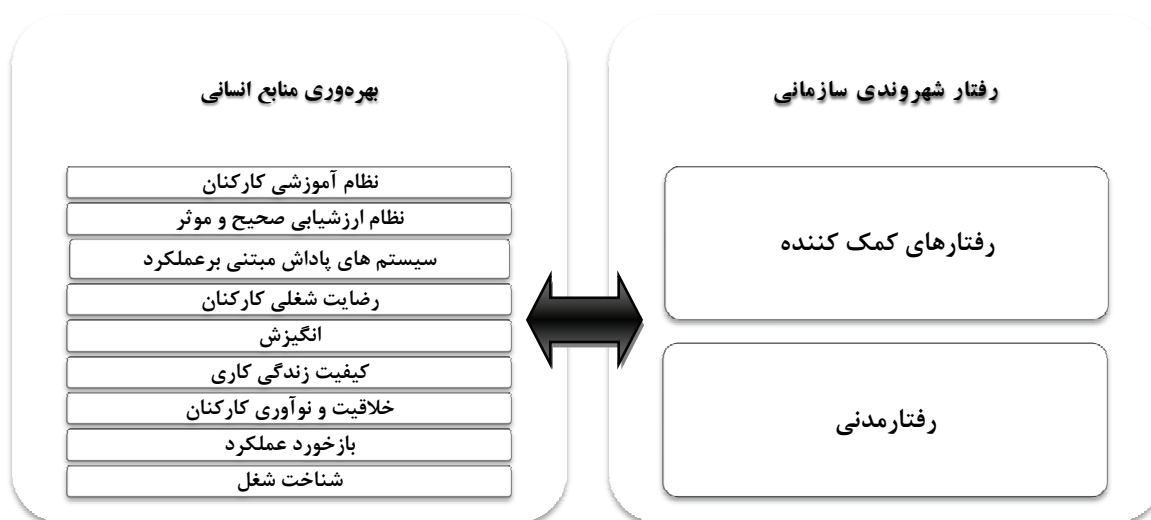 رفتار شهروندی سازمانی
رفتارهای کمک کننده
رفتارمدنی
بهره‌وری منابع انسانی
نظام آموزشی کارکنان
نظام ارزشیابی صحیح و موثر
سیستم های پاداش مبتنی برعملکرد
رضایت شغلی کارکنان
انگیزش
کیفیت زندگی کاری
خلاقیت و نوآوری کارکنان
بازخورد عملکرد
شناخت شغل